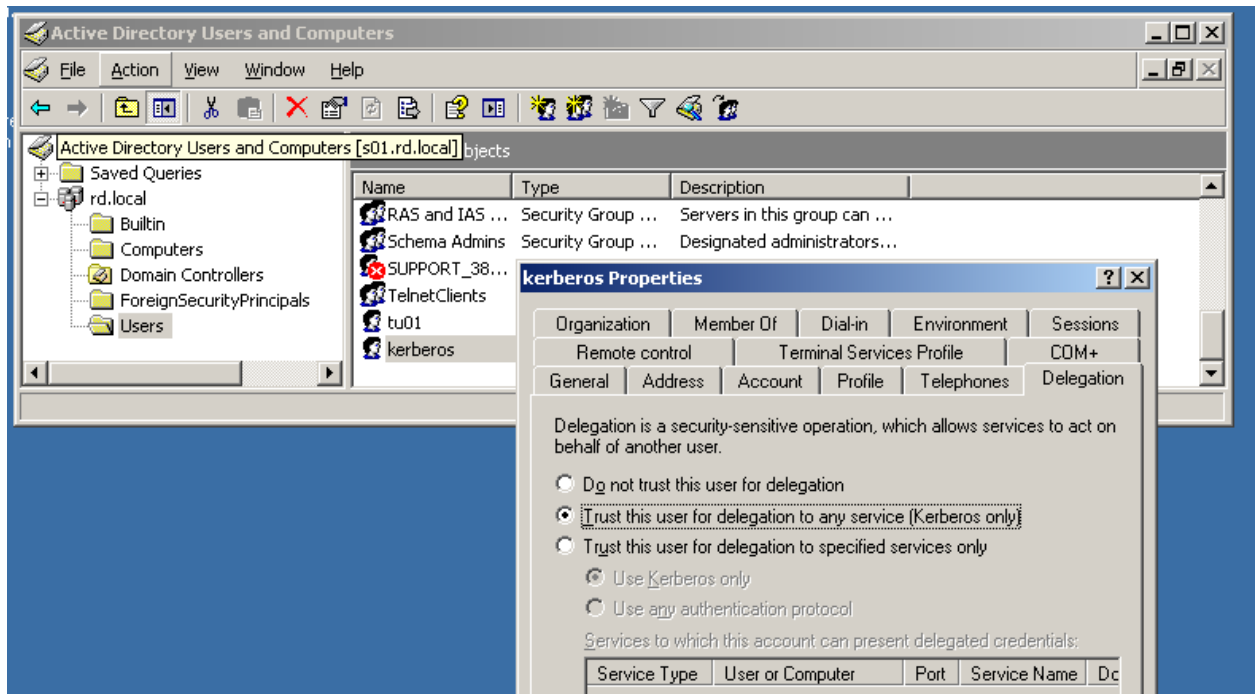 Active Directory Users and Computers
File Action View Window Help
Active Directory Users and Computers [s01.rd.local] bjects
Saved Queries
rd.local
Builtin
Computers
Domain Controllers
ForeignSecurityPrincipals
Users
Name Type Description
RAS and IAS ... Security Group ... Servers in this group can ...
Schema Admins Security Group ... Designated administrators...
SUPPORT_38...
TelnetClients
tu01
kerberos
kerberos Properties
Organization Member Of Dial-in Environment Sessions
Remote control Terminal Services Profile COM+
General Address Account Profile Telephones Delegation
Delegation is a security-sensitive operation, which allows services to act on
behalf of another user.
Do not trust this user for delegation
Trust this user for delegation to any service (Kerberos only)
Trust this user for delegation to specified services only
Use Kerberos only
Use any authentication protocol
Services to which this account can present delegated credentials:
Service Type User or Computer Port Service Name Dc